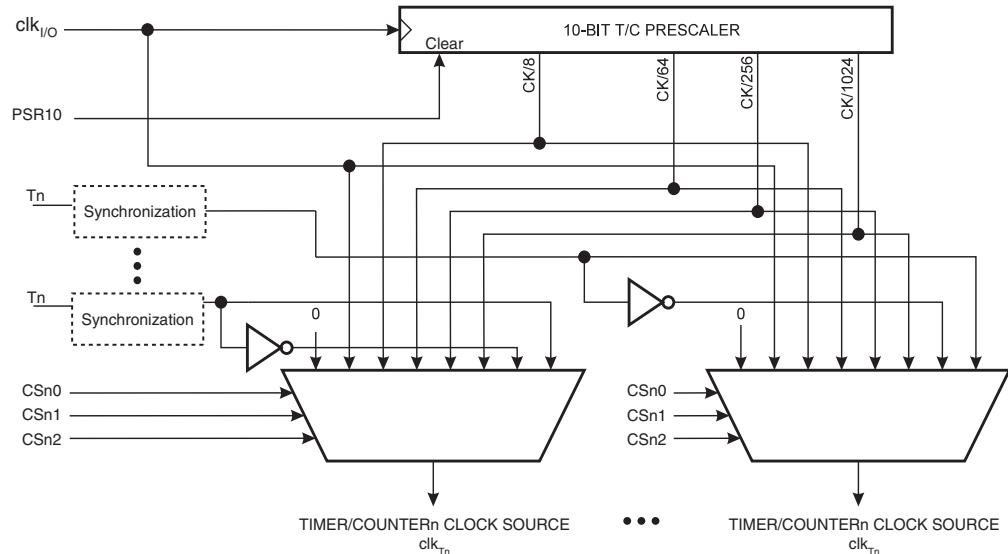 clkI/O
10-BIT T/C PRESCALER
Clear
CK/8
CK/64
CK/256
CK/1024
PSR10
Tn
Synchronization
Tn
Synchronization
0
0
CSn0
CSn1
CSn2
CSn0
CSn1
CSn2
TIMER/COUNTERn CLOCK SOURCE
clkTn
TIMER/COUNTERn CLOCK SOURCE
clkTn